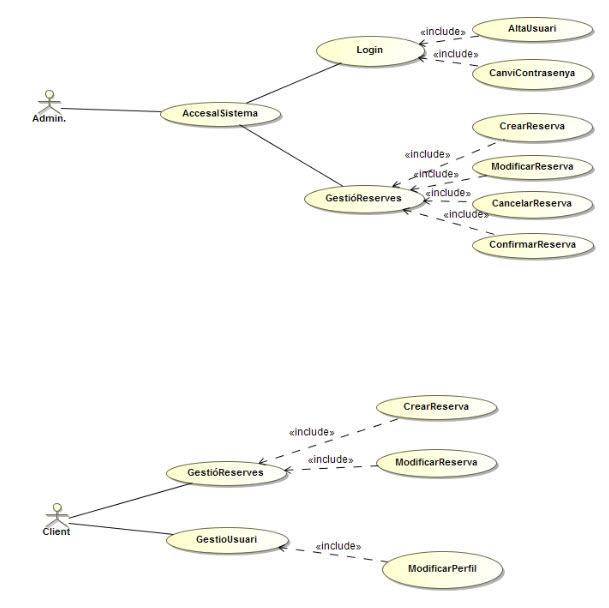 «include»
AltaUsuari
Login
«include»
CanviContrasenya
Admin.
AccesalSistema
CrearReserva
«include»
ModificarReserva
«include»
«include»
CancelarReserva
GestióReserves
«include»
ConfirmarReserva
CrearReserva
«include»
ModificarReserva
«include»
GestióReserves
Client
GestioUsuari
«include»
ModificarPerfil